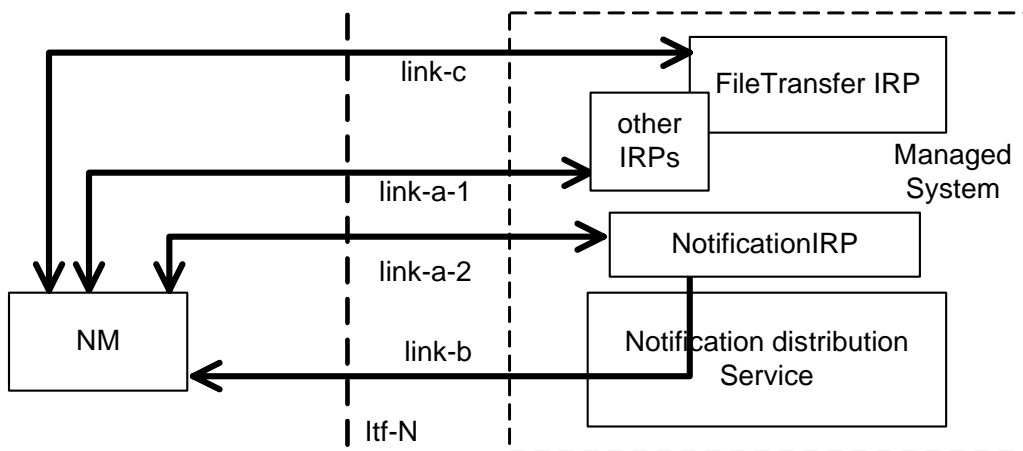 link-c
FileTransfer IRP
other
IRPs
Managed
System
link-a-1
NotificationIRP
link-a-2
NM
link-b
Notification distribution
Service
Itf-N